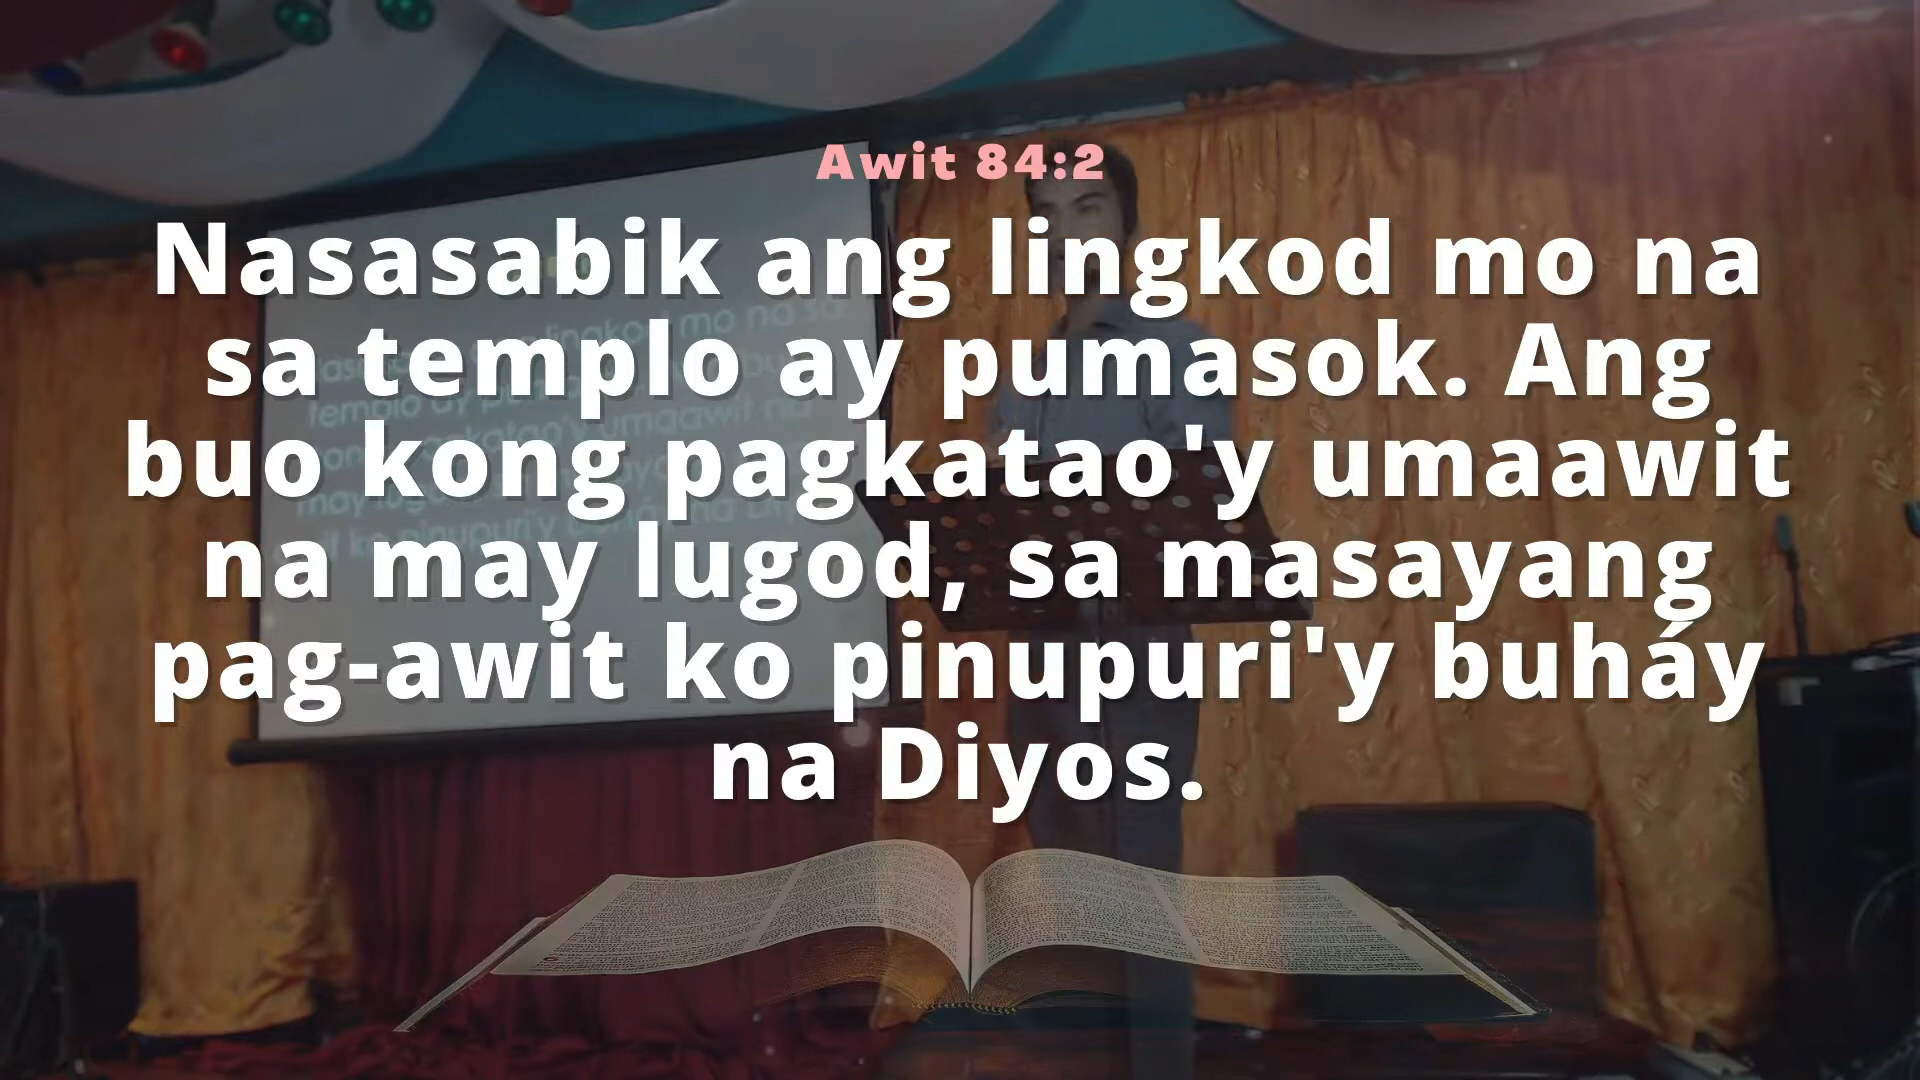 Awit 84:2
Nasasabik ang lingkod mo na
sa templo ay pumasok. Ang
buo kong pagkatao'y umaawit
na may lugod, sa masayang
pag-awit ko pinupuri'y buháy
na Diyos.